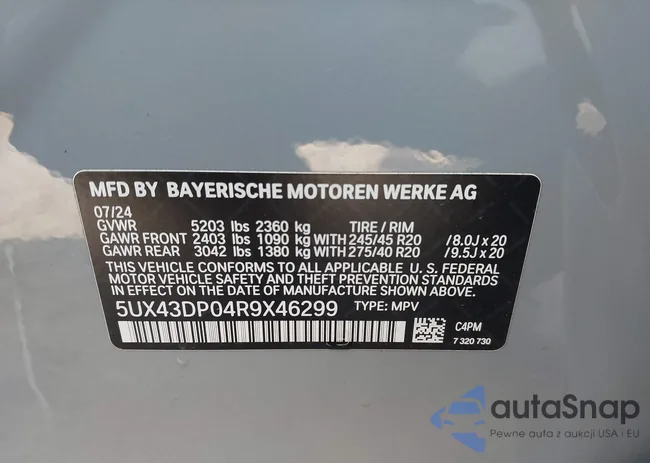 MFD BY BAYERISCHE MOTOREN WERKE AG
07/24
GVWR 5203 lbs 2360 kg TIRE / RIM
GAWR FRONT 2403 lbs 1090 kg WITH 245/45 R20 /8.0J x 20
GAWR REAR 3042 lbs 1380 kg WITH 275/40 R20 /9.5J x 20
THIS VEHICLE CONFORMS TO ALL APPLICABLE U. S. FEDERAL
MOTOR VEHICLE SAFETY AND THEFT PREVENTION STANDARDS
IN EFFECT ON THE DATE OF MANUFACTURE SHOWN ABOVE.
5UX43DP04R9X46299 TYPE: MPV
C4PM
7 320 730
autaSnap
Pewne auta z aukcji USA i EU